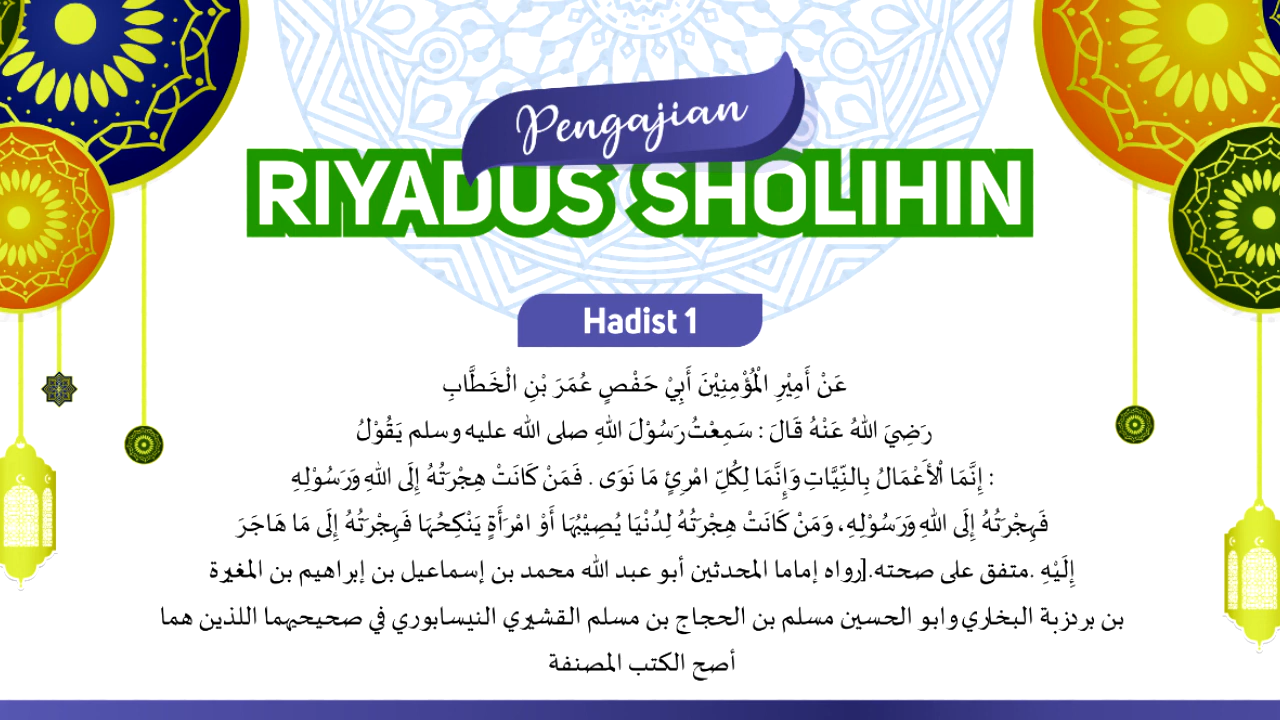 Pengajian
RIYADUS SHOLIHIN
Hadist 1
عَنْ أَمِيْرِ الْمُؤْمِنِيْنَ أَبِيْ حَفْصٍ عُمَرَ بْنِ الْخَطَّابِ
رَضِيَ اللهُ عَنْهُ قَالَ : سَمِعْتُ رَسُوْلَ اللهِ صلى الله عليه وسلم يَقُوْلُ
: إِنَّمَا اْلأَعْمَالُ بِالنِّيَّاتِ وَإِنَّمَا لِكُلِّ امْرِئٍ مَا نَوَى . فَمَنْ كَانَتْ هِجْرَتُهُ إِلَى اللهِ وَرَسُوْلِهِ
فَهِجْرَتُهُ إِلَى اللهِ وَرَسُوْلِهِ، وَمَنْ كَانَتْ هِجْرَتُهُ لِدُنْيَا يُصِيْبُهَا أَوْ امْرَأَةٍ يَنْكِحُهَا فَهِجْرَتُهُ إِلَى مَا هَاجَرَ
إِلَيْهِ .متفق على صحته.[رواه إماما المحدثين أبو عبد الله محمد بن إسماعيل بن إبراهيم بن المغيرة
بن بردزبة البخاري وابو الحسين مسلم بن الحجاج بن مسلم القشيري النيسابوري في صحيحيهما اللذين هما
أصح الكتب المصنفة